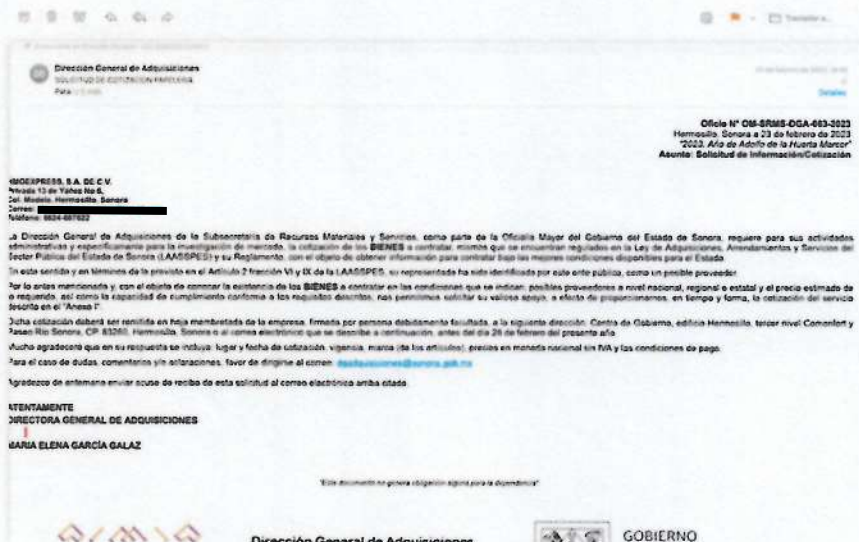 Dirección General de Adquisiciones
SOLICITUD DE COTIZACION PAPELERIA
Para
Detalles
Oficio N° OM-SRMS-DGA-603-2023
Hermosillo, Sonora a 23 de febrero de 2023
"2023, Año de Adolfo de la Huerta Marcor"
Asunto: Solicitud de Información/Cotización
HMOEXPRESS, S.A. DE C.V.
Privada 13 de Yañez No 6,
Col. Modelo, Hermosillo, Sonora
Correo:
Teléfono:
La Dirección General de Adquisiciones de la Subsecretaría de Recursos Materiales y Servicios, como parte de la Oficialía Mayor del Gobierno del Estado de Sonora, requiere para sus actividades
administrativas y específicamente para la investigación de mercado, la cotización de los BIENES a contratar, mismos que se encuentran regulados en la Ley de Adquisiciones, Arrendamientos y Servicios del
Sector Público del Estado de Sonora (LAASSPES) y su Reglamento, con el objeto de obtener información para contratar bajo las mejores condiciones disponibles para el Estado.
En este sentido y en términos de lo previsto en el Artículo 2 fracción VI y IX de la LAASSPES, su representada ha sido identificada por este ente público, como un posible proveedor.
Por lo antes mencionado y, con el objeto de conocer la existencia de los BIENES a contratar en las condiciones que se indican, posibles proveedores a nivel nacional, regional o estatal y el precio estimado de
lo requerido, así como la capacidad de cumplimiento conforme a los requisitos descritos, nos permitimos solicitar su valioso apoyo, a efecto de proporcionarnos, en tiempo y forma, la cotización del servicio
descrito en el "Anexo I".
Dicha cotización deberá ser remitida en hoja membretada de la empresa, firmada por persona debidamente facultada, a la siguiente dirección: Centro de Gobierno, edificio Hermosillo, tercer nivel Comonfort y
Paseo Río Sonora, CP 83280, Hermosillo, Sonora o al correo electrónico que se describe a continuación, antes del día 26 de febrero del presente año.
Mucho agradeceré que en su respuesta se incluya: lugar y fecha de cotización, vigencia, marca (de los artículos), precios en moneda nacional sin IVA y las condiciones de pago.
Para el caso de dudas, comentarios y/o aclaraciones, favor de dirigirse al correo:
Agradezco de antemano enviar acuse de recibo de esta solicitud al correo electrónico arriba citado.
ATENTAMENTE
DIRECTORA GENERAL DE ADQUISICIONES
MARIA ELENA GARCÍA GALAZ
"Este documento no genera obligación alguna para la dependencia"
Dirección General de Adquisiciones
GOBIERNO